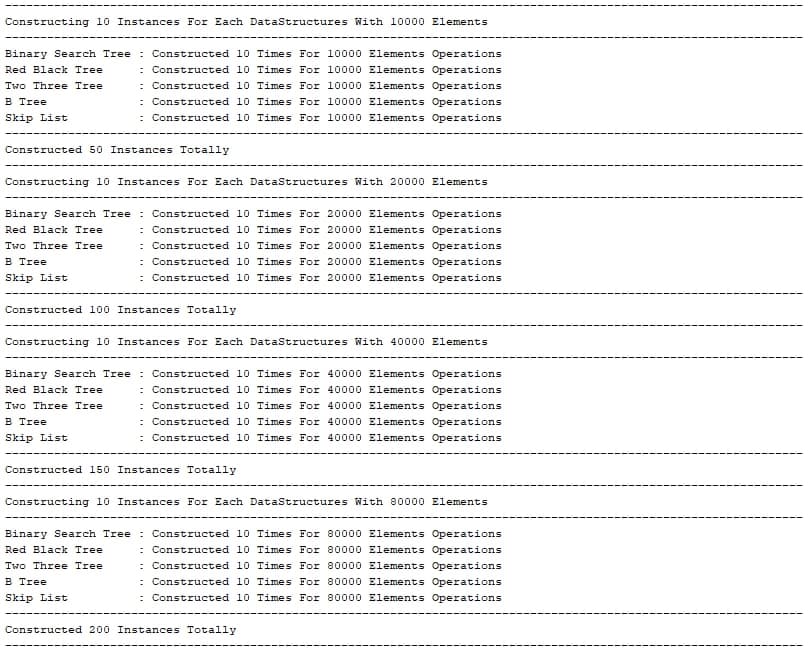 --------------------------------------------------------------------------------------------------------------------
Constructing 10 Instances For Each DataStructures With 10000 Elements
--------------------------------------------------------------------------------------------------------------------
Binary Search Tree : Constructed 10 Times For 10000 Elements Operations
Red Black Tree     : Constructed 10 Times For 10000 Elements Operations
Two Three Tree     : Constructed 10 Times For 10000 Elements Operations
B Tree             : Constructed 10 Times For 10000 Elements Operations
Skip List          : Constructed 10 Times For 10000 Elements Operations
--------------------------------------------------------------------------------------------------------------------
Constructed 50 Instances Totally
--------------------------------------------------------------------------------------------------------------------
Constructing 10 Instances For Each DataStructures With 20000 Elements
--------------------------------------------------------------------------------------------------------------------
Binary Search Tree : Constructed 10 Times For 20000 Elements Operations
Red Black Tree     : Constructed 10 Times For 20000 Elements Operations
Two Three Tree     : Constructed 10 Times For 20000 Elements Operations
B Tree             : Constructed 10 Times For 20000 Elements Operations
Skip List          : Constructed 10 Times For 20000 Elements Operations
--------------------------------------------------------------------------------------------------------------------
Constructed 100 Instances Totally
--------------------------------------------------------------------------------------------------------------------
Constructing 10 Instances For Each DataStructures With 40000 Elements
--------------------------------------------------------------------------------------------------------------------
Binary Search Tree : Constructed 10 Times For 40000 Elements Operations
Red Black Tree     : Constructed 10 Times For 40000 Elements Operations
Two Three Tree     : Constructed 10 Times For 40000 Elements Operations
B Tree             : Constructed 10 Times For 40000 Elements Operations
Skip List          : Constructed 10 Times For 40000 Elements Operations
--------------------------------------------------------------------------------------------------------------------
Constructed 150 Instances Totally
--------------------------------------------------------------------------------------------------------------------
Constructing 10 Instances For Each DataStructures With 80000 Elements
--------------------------------------------------------------------------------------------------------------------
Binary Search Tree : Constructed 10 Times For 80000 Elements Operations
Red Black Tree     : Constructed 10 Times For 80000 Elements Operations
Two Three Tree     : Constructed 10 Times For 80000 Elements Operations
B Tree             : Constructed 10 Times For 80000 Elements Operations
Skip List          : Constructed 10 Times For 80000 Elements Operations
--------------------------------------------------------------------------------------------------------------------
Constructed 200 Instances Totally
--------------------------------------------------------------------------------------------------------------------